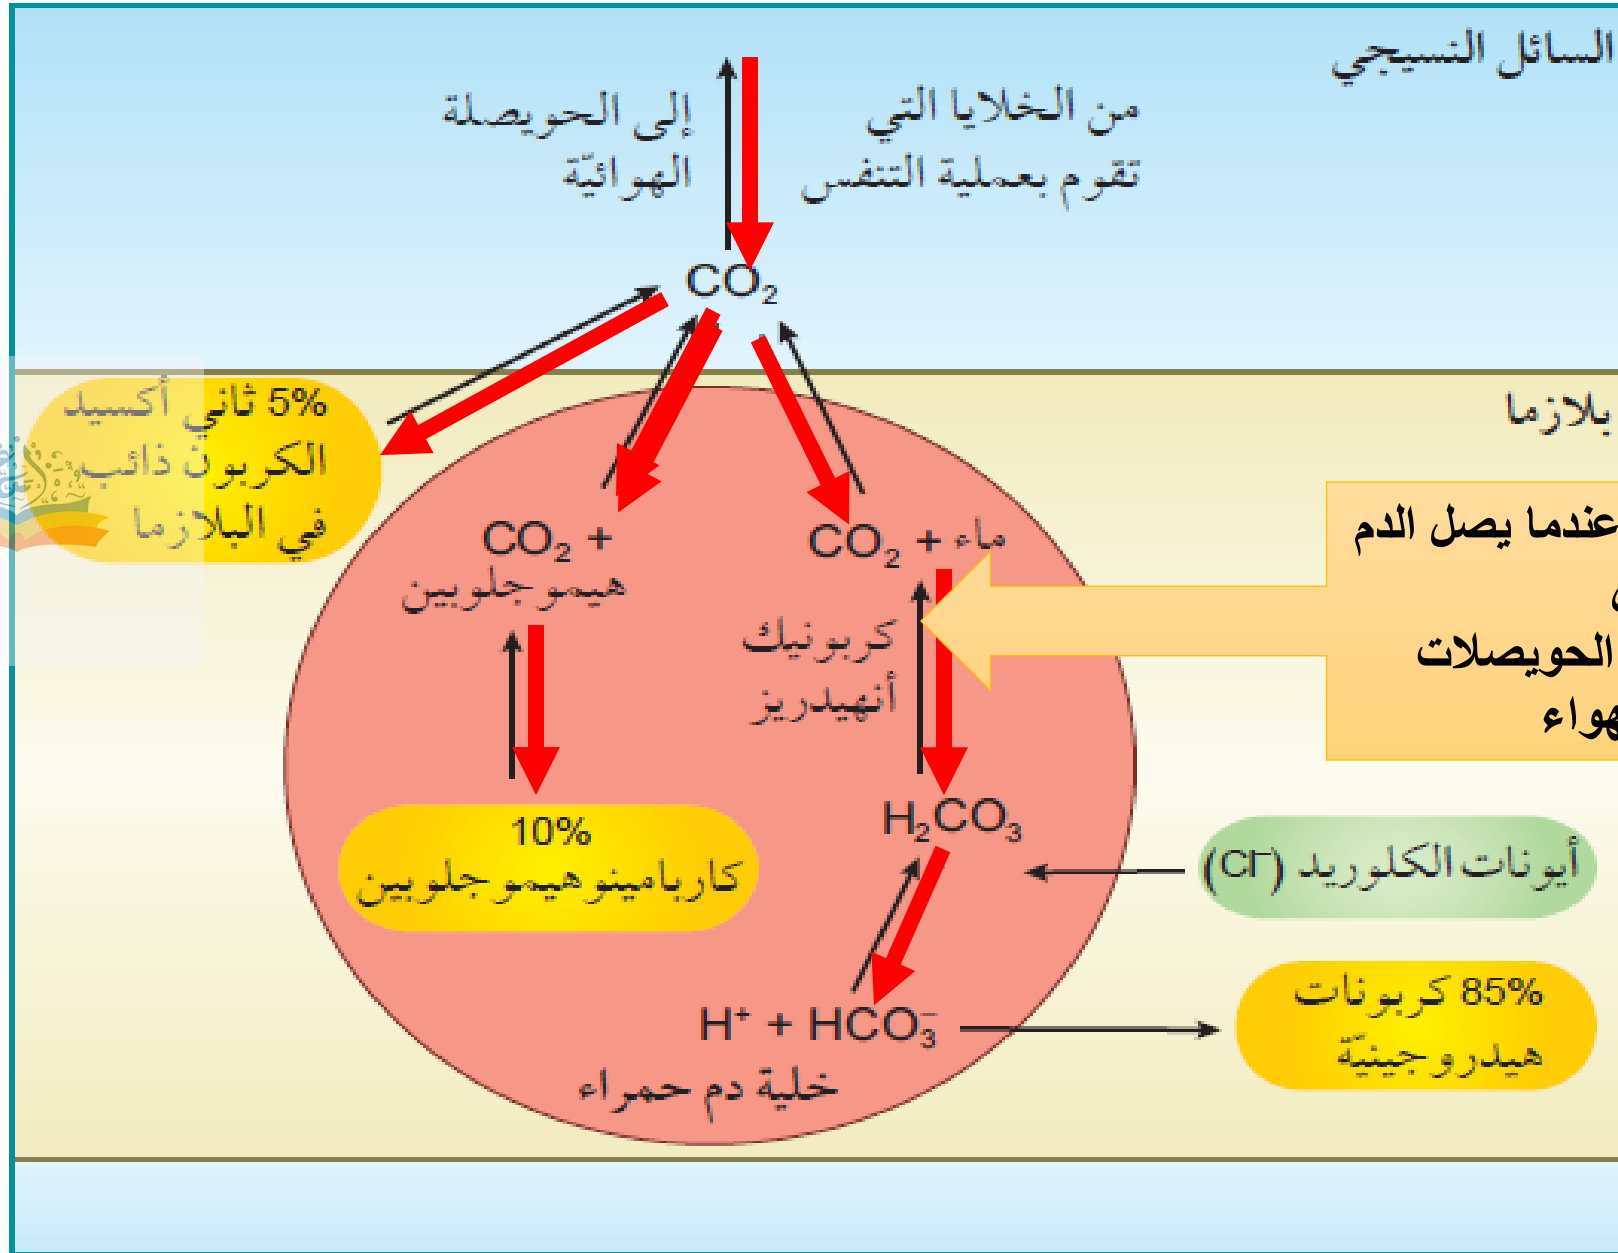 السائل النسيجي
من الخلايا التي
تقوم بعملية التنفس
إلى الحويصلة
الهوائيّة
CO₂
بلازما
5% ثاني أكسيد
الكربون ذائب
في البلازما
عندما يصل الدم
الحويصلات
CO₂ + ماء
CO₂ +
هيموجلوبين
كربونيك
أنهيدريز
H₂CO₃
10%
كاربامينو هيموجلوبين
أيونات الكلوريد (Cl⁻)
85% كربونات
هيدروجينيّة
H⁺ + HCO₃⁻
خلية دم حمراء